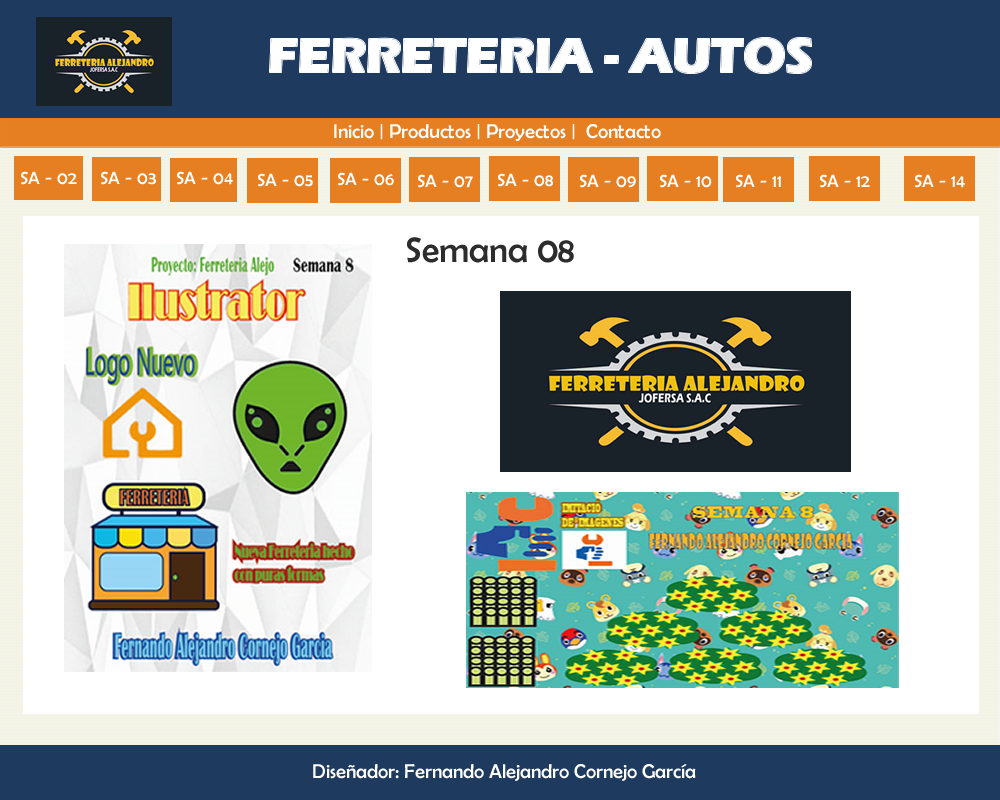 FERRETERIA ALEJANDRO
JOFERSA S.A.C
FERRETERIA - AUTOS
Inicio | Productos | Proyectos | Contacto
SA - 02
SA - 03
SA - 04
SA - 05
SA - 06
SA - 07
SA - 08
SA - 09
SA - 10
SA - 11
SA - 12
SA - 14
Proyecto: Ferreteria Alejo Semana 8
Ilustrator
Logo Nuevo
FERRETERIA
Nueva Ferreteria hecho
con puras formas
Fernando Alejandro Cornejo Garcia
Semana 08
FERRETERIA ALEJANDRO
JOFERSA S.A.C
IMITACIO
DE IMAGENES
SEMANA 8
FERNANDO ALEJANDRO CORNEJO GARCIA
Diseñador: Fernando Alejandro Cornejo García